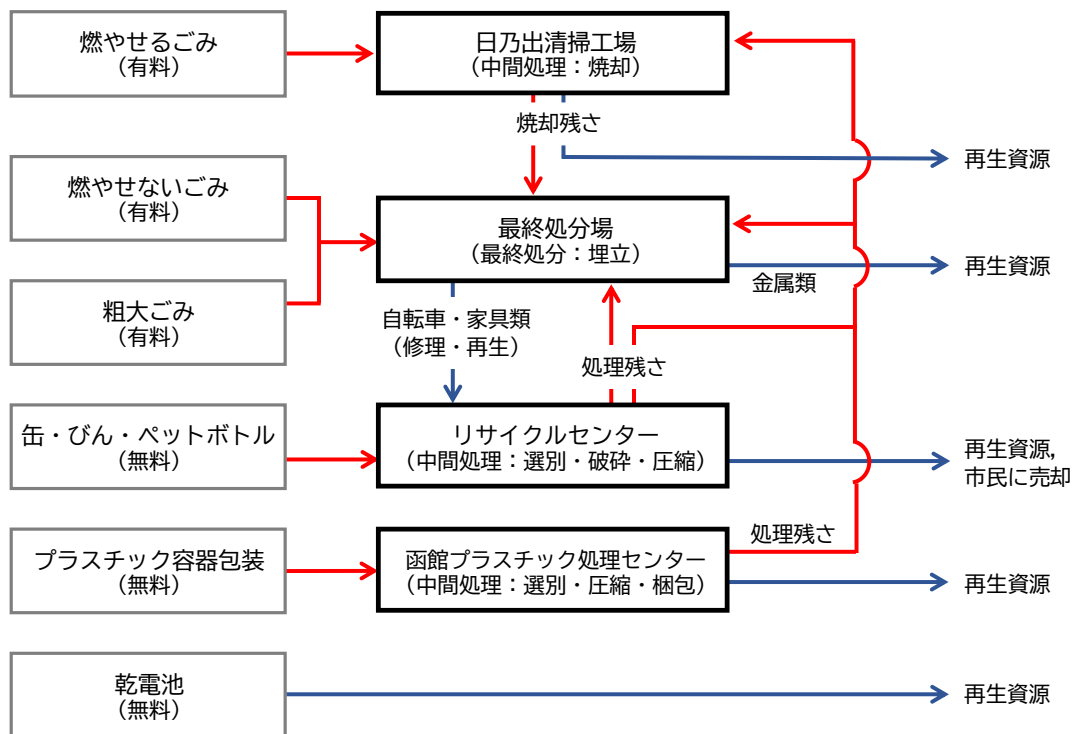 燃やせるごみ
(有料)
日乃出清掃工場
(中間処理：焼却)
焼却残さ
再生資源
燃やせないごみ
(有料)
最終処分場
(最終処分：埋立)
再生資源
金属類
粗大ごみ
(有料)
自転車・家具類
(修理・再生)
処理残さ
缶・びん・ペットボトル
(無料)
リサイクルセンター
(中間処理：選別・破砕・圧縮)
再生資源,
市民に売却
プラスチック容器包装
(無料)
函館プラスチック処理センター
(中間処理：選別・圧縮・梱包)
処理残さ
再生資源
乾電池
(無料)
再生資源